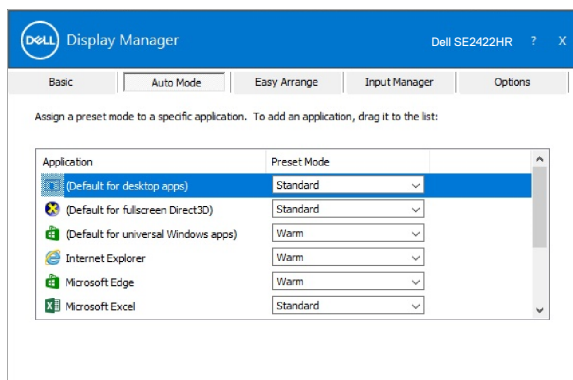 DELL Display Manager Dell SE2422HR ? X
Basic Auto Mode Easy Arrange Input Manager Options
Assign a preset mode to a specific application. To add an application, drag it to the list:
Application Preset Mode
(Default for desktop apps) Standard
(Default for fullscreen Direct3D) Standard
(Default for universal Windows apps) Warm
Internet Explorer Warm
Microsoft Edge Warm
Microsoft Excel Standard